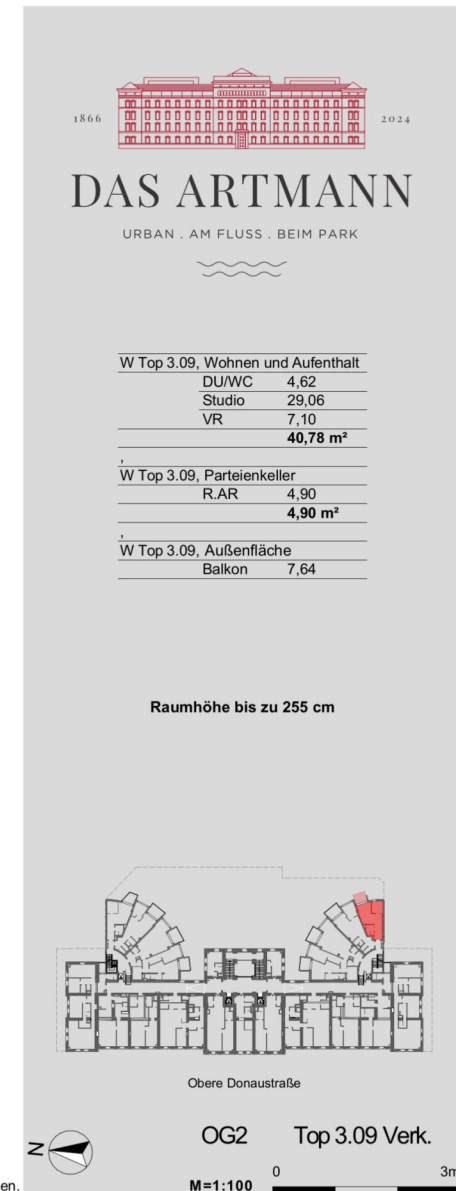 1866 2024
DAS ARTMANN
URBAN . AM FLUSS . BEIM PARK
W Top 3.09, Wohnen und Aufenthalt
DU/WC 4,62
Studio 29,06
VR 7,10
40,78 m²
,
W Top 3.09, Parteienkeller
R.AR 4,90
4,90 m²
,
W Top 3.09, Außenfläche
Balkon 7,64
Raumhöhe bis zu 255 cm
Obere Donaustraße
N
OG2 Top 3.09 Verk.
0 3m
en. M=1:100